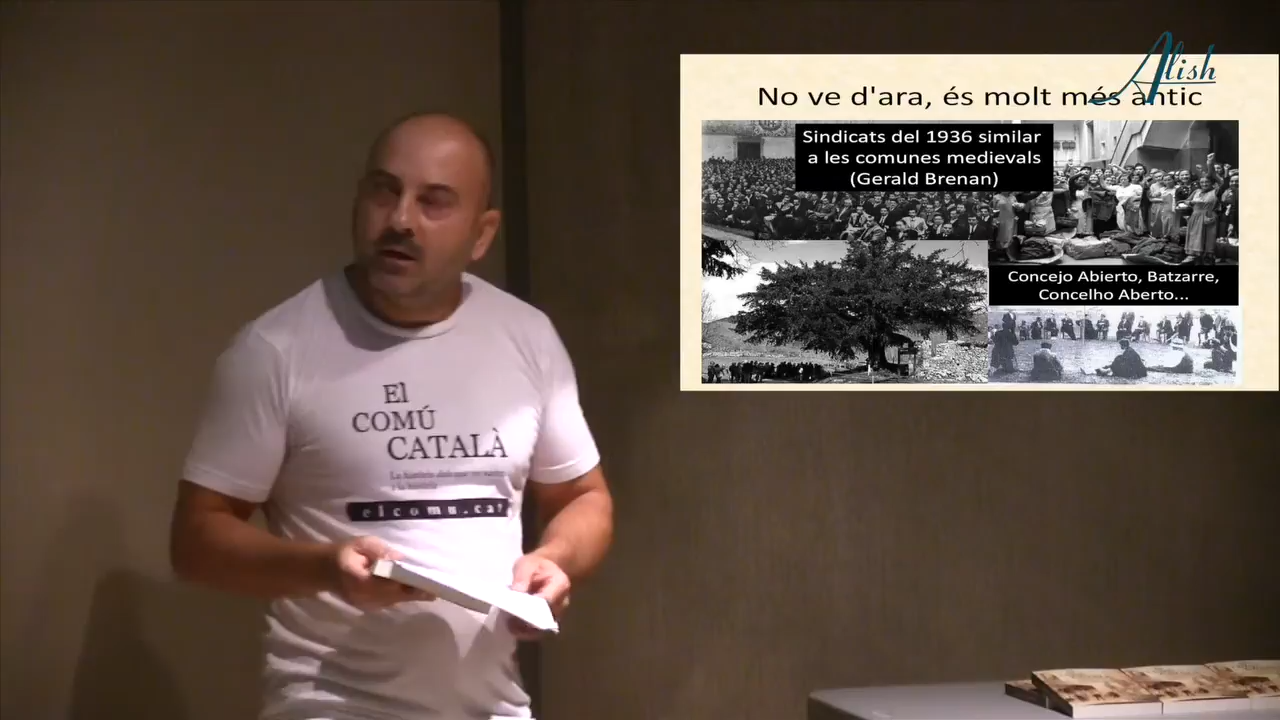 Alish
No ve d'ara, és molt més antic
Sindicats del 1936 similar
a les comunes medievals
(Gerald Brenan)
Concejo Abierto, Batzarre,
Concelho Aberto...
El
COMÚ
CATALÀ
elcomu.cat